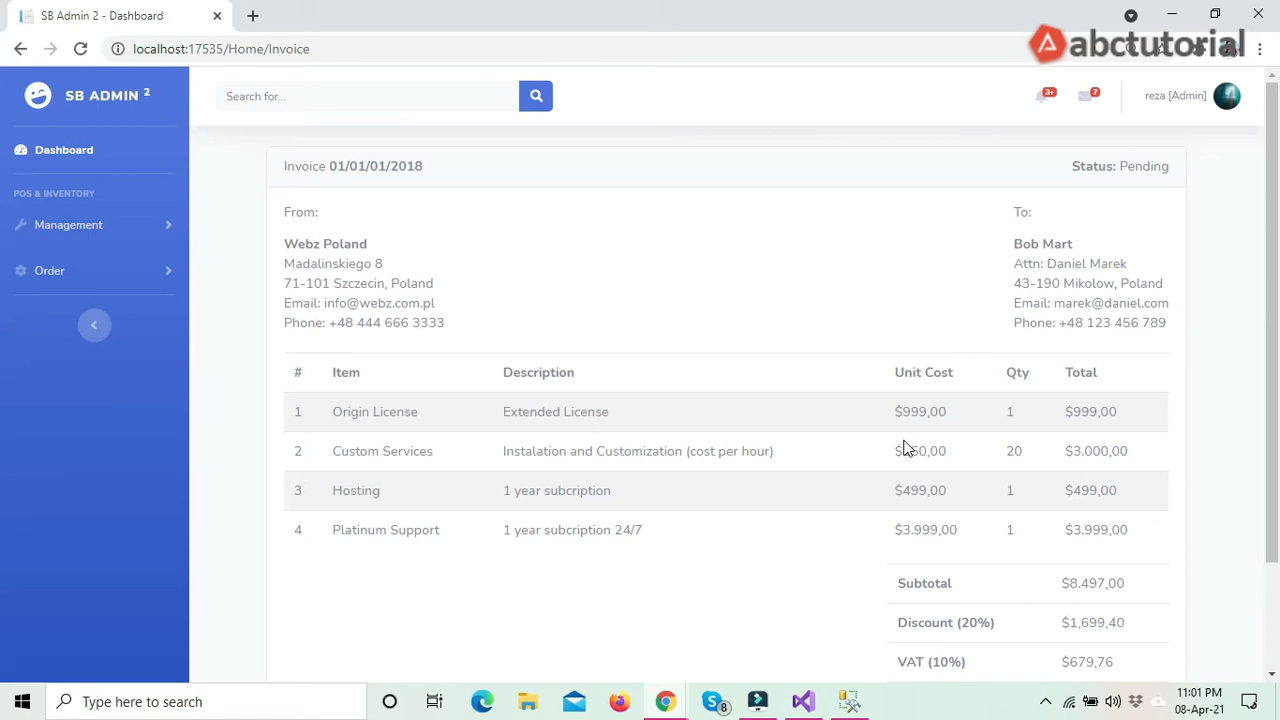 SB Admin 2 - Dashboard
localhost:17535/Home/Invoice
abctutorial
SB ADMIN 2
Search for...
3+
7
reza [Admin]
Dashboard
POS & INVENTORY
Management
Order
Invoice 01/01/01/2018
Status: Pending
From:
To:
Webz Poland
Bob Mart
Madalinskiego 8
Attn: Daniel Marek
71-101 Szczecin, Poland
43-190 Mikolow, Poland
Email: info@webz.com.pl
Email: marek@daniel.com
Phone: +48 444 666 3333
Phone: +48 123 456 789
# Item Description Unit Cost Qty Total
1 Origin License Extended License $999,00 1 $999,00
2 Custom Services Instalation and Customization (cost per hour) 20 $3.000,00
3 Hosting 1 year subcription $499,00 1 $499,00
4 Platinum Support 1 year subcription 24/7 $3.999,00 1 $3.999,00
Subtotal $8.497,00
Discount (20%) $1,699,40
VAT (10%) $679,76
Type here to search
8
11:01 PM
08-Apr-21